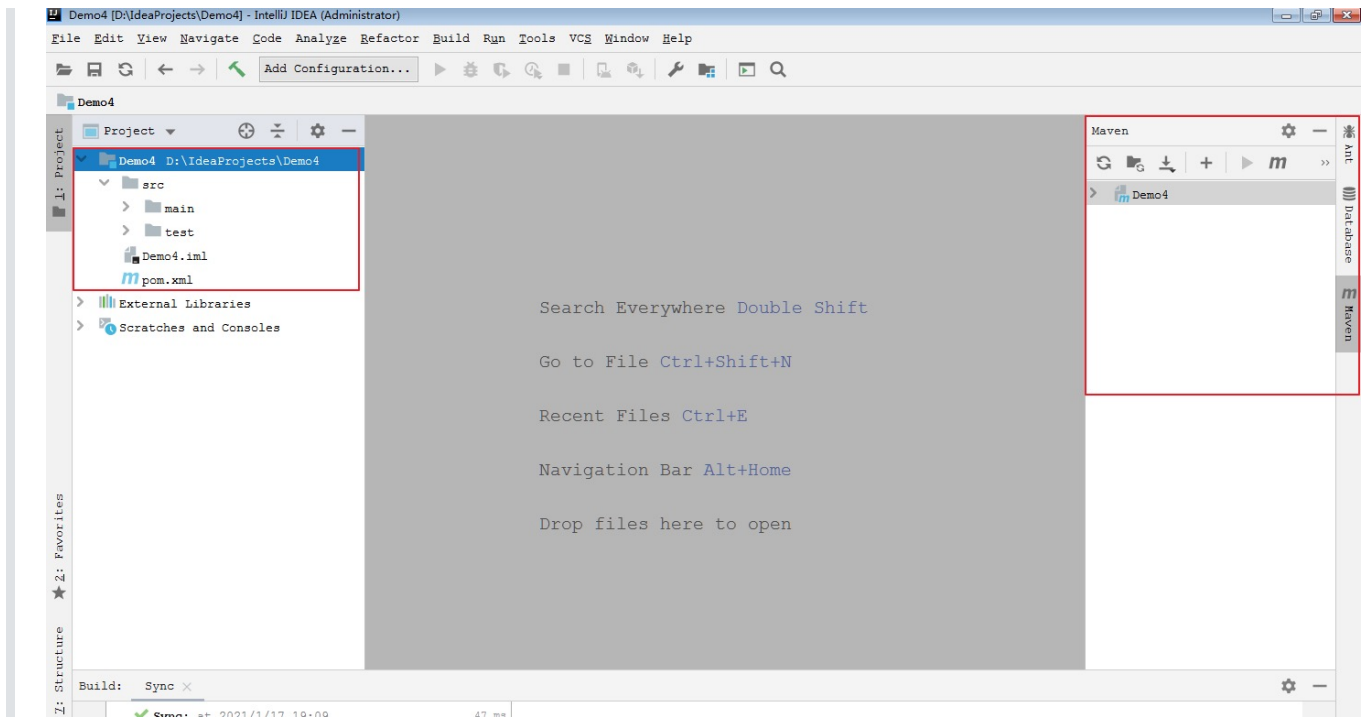 Demo4 [D:\IdeaProjects\Demo4] - IntelliJ IDEA (Administrator)
File Edit View Navigate Code Analyze Refactor Build Run Tools VCS Window Help
Add Configuration...
Demo4
1: Project
Project
Demo4 D:\IdeaProjects\Demo4
src
main
test
Demo4.iml
pom.xml
External Libraries
Scratches and Consoles
Search Everywhere Double Shift
Go to File Ctrl+Shift+N
Recent Files Ctrl+E
Navigation Bar Alt+Home
Drop files here to open
Maven
Demo4
Ant
Database
Maven
2: Favorites
7: Structure
Build: Sync
Sync: at 2021/1/17 19:09 47 ms